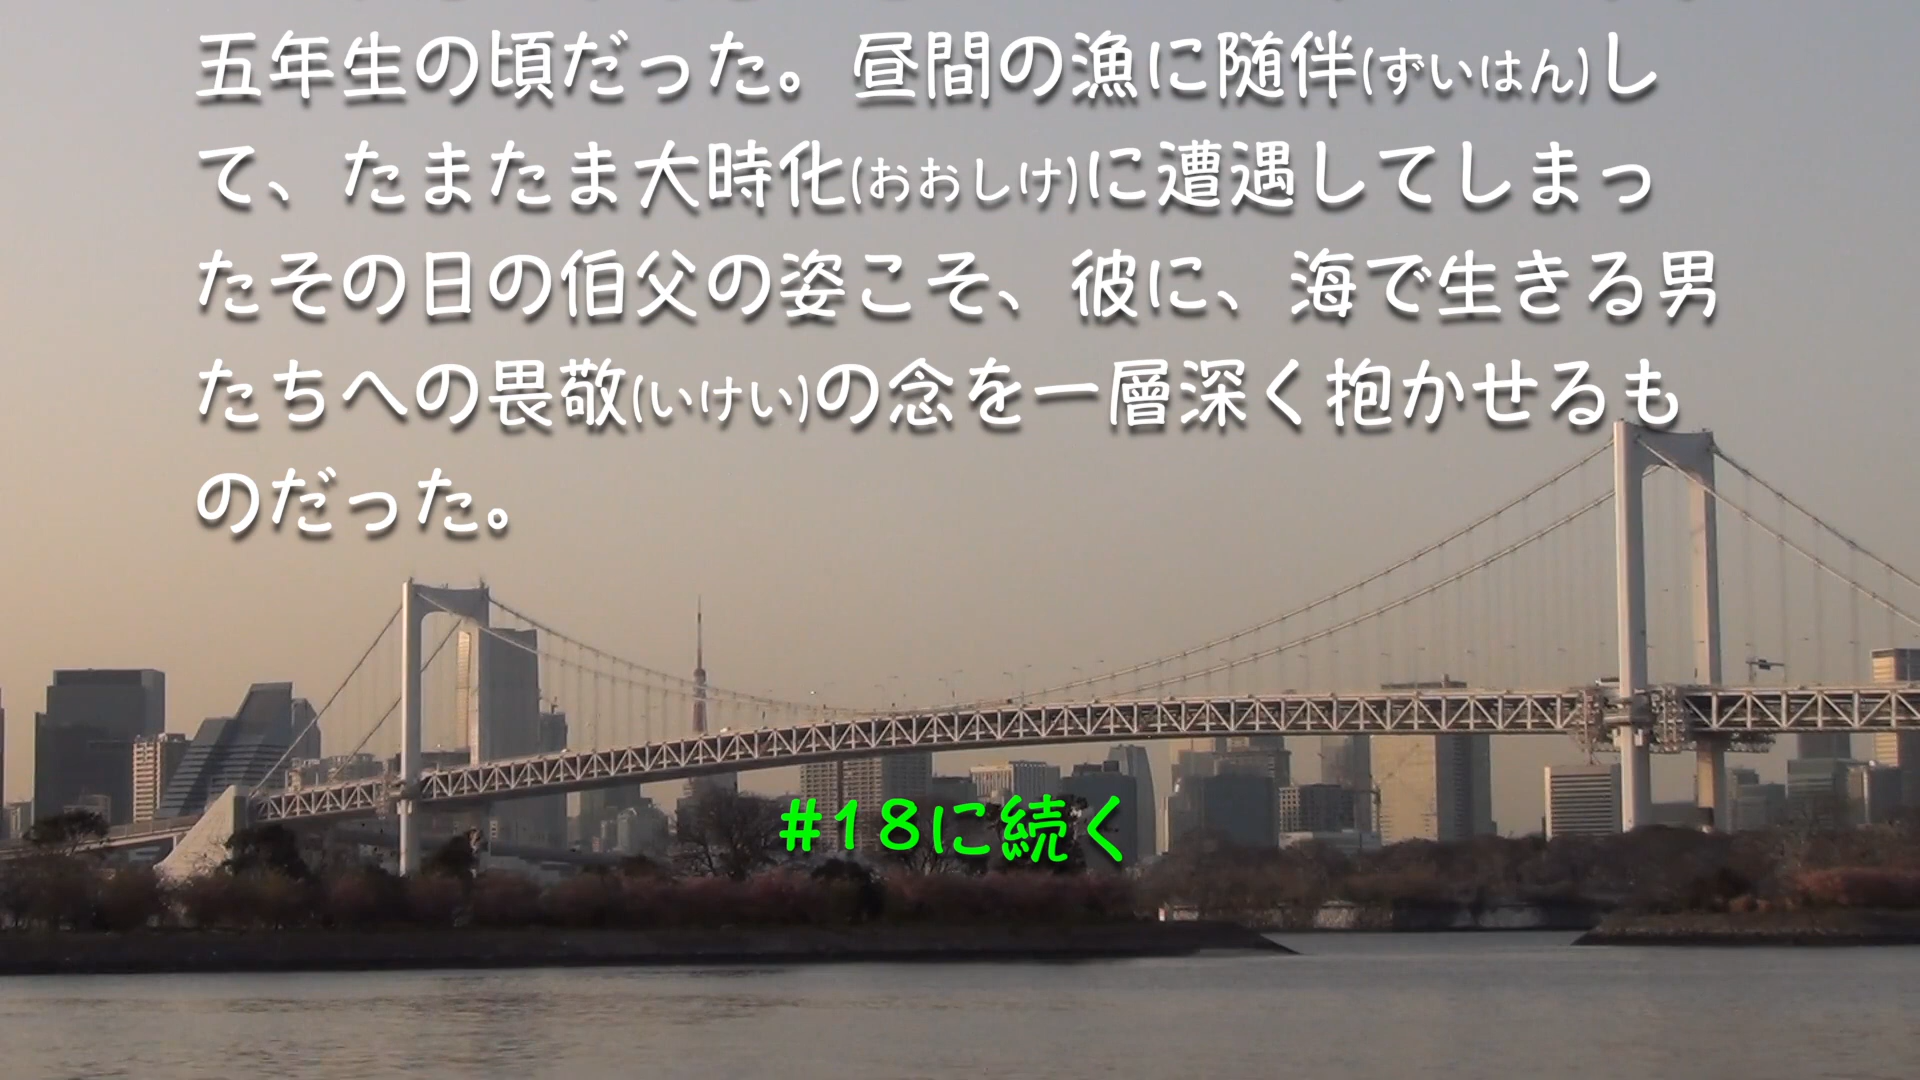 五年生の頃だった。昼間の漁に随伴(ずいはん)し
て、たまたま大時化(おおしけ)に遭遇してしまっ
たその日の伯父の姿こそ、彼に、海で生きる男
たちへの畏敬(いけい)の念を一層深く抱かせるも
のだった。
#18に続く